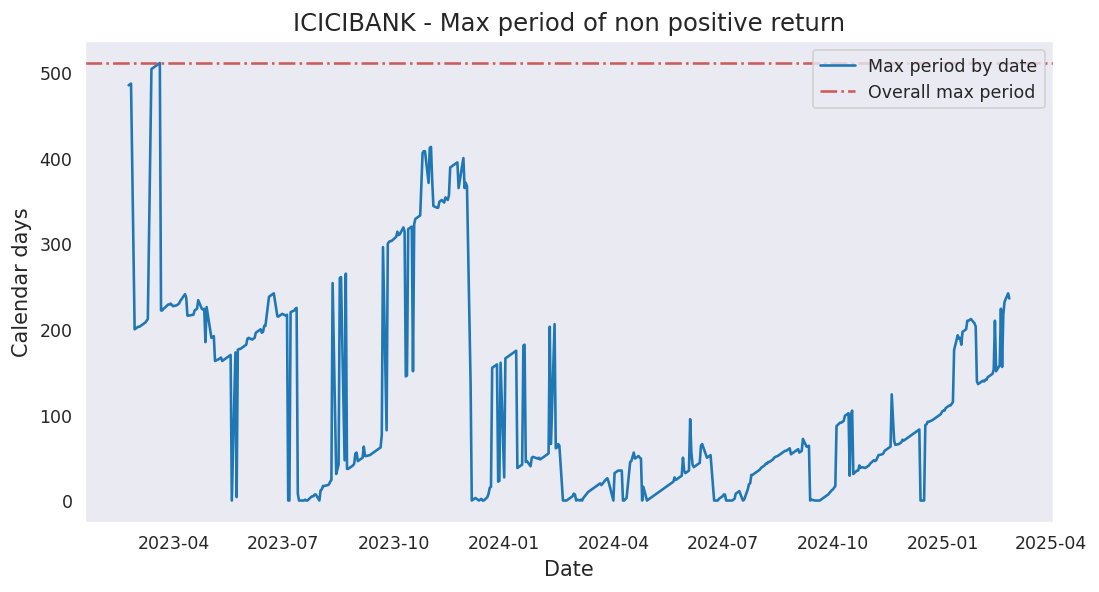 ICICIBANK - Max period of non positive return
Max period by date
Overall max period
Calendar days
500
400
300
200
100
0
2023-04 2023-07 2023-10 2024-01 2024-04 2024-07 2024-10 2025-01 2025-04
Date